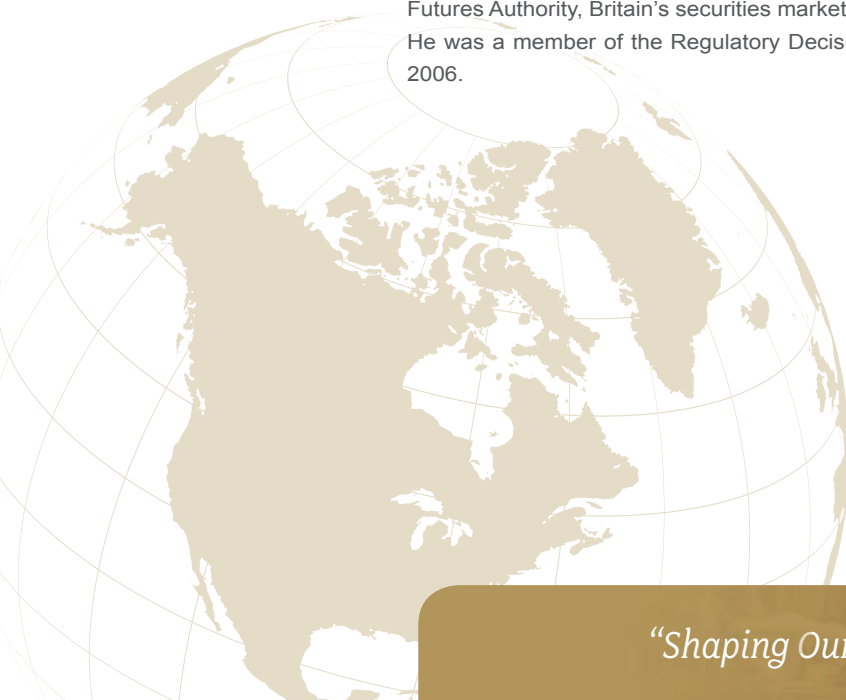 Futures Authority, Britain’s securities market
He was a member of the Regulatory Decis
2006.
“Shaping Our